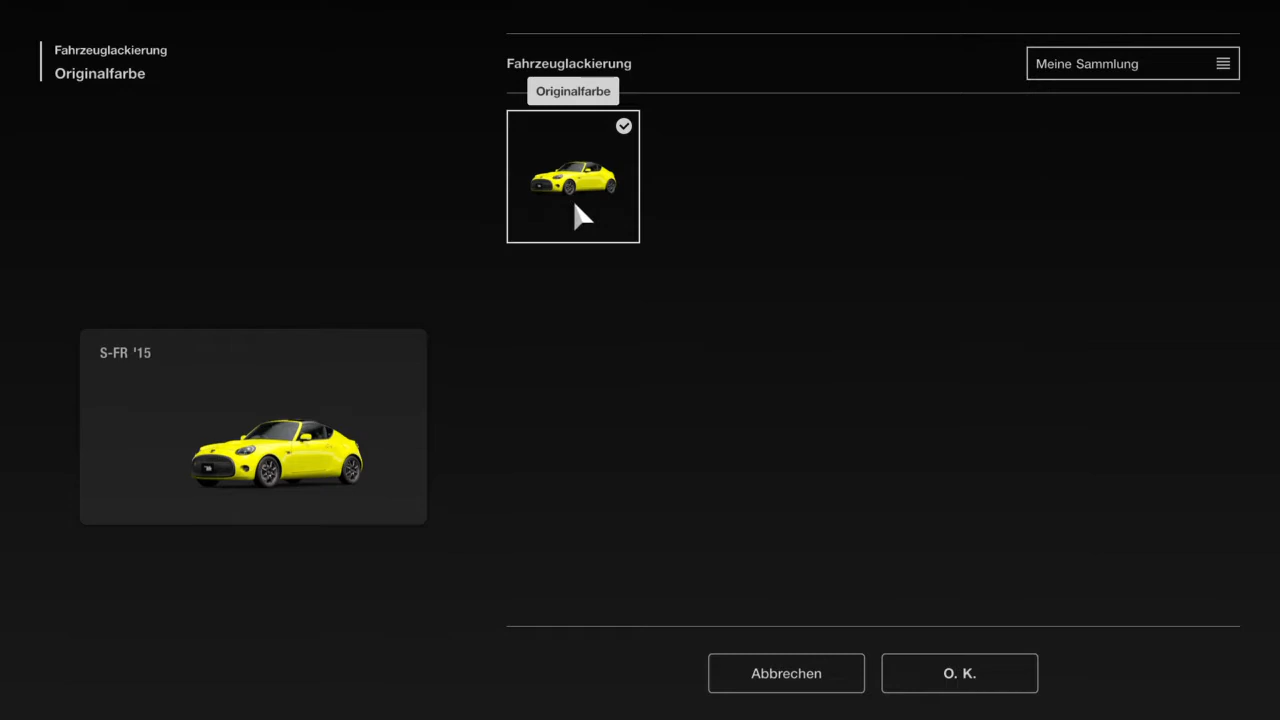 Fahrzeuglackierung
Originalfarbe
Fahrzeuglackierung
Meine Sammlung
Originalfarbe
S-FR '15
Abbrechen
O. K.